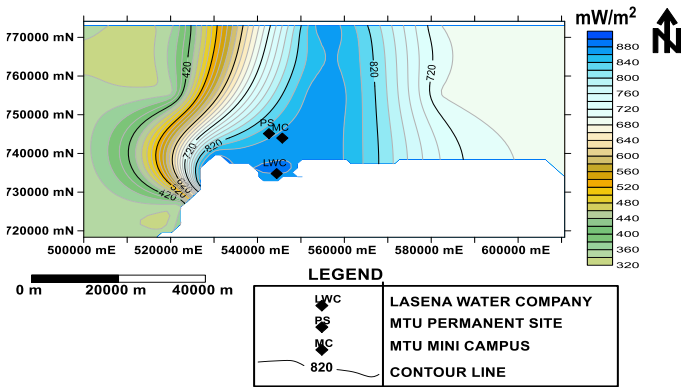 mW/m²
N
770000 mN
760000 mN
750000 mN
740000 mN
730000 mN
720000 mN
420
820
720
PS
MC
820
720
LWC
620
520
420
500000 mE
520000 mE
540000 mE
560000 mE
580000 mE
600000 mE
880
840
800
760
720
680
640
600
560
520
480
440
400
360
320
0 m
20000 m
40000 m
LEGEND
LWC LASENA WATER COMPANY
PS MTU PERMANENT SITE
MC MTU MINI CAMPUS
820 CONTOUR LINE